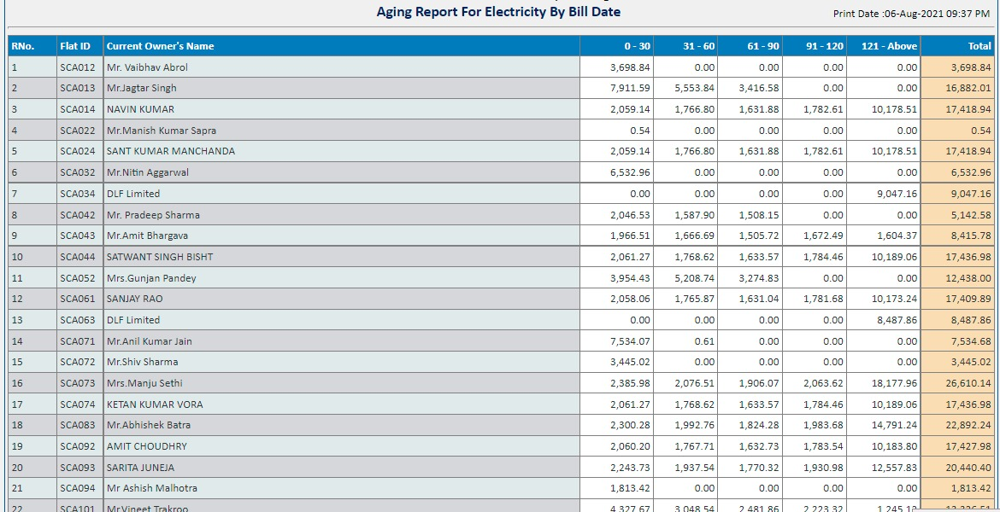 Aging Report For Electricity By Bill Date
Print Date :06-Aug-2021 09:37 PM
RNo. Flat ID Current Owner's Name 0 - 30 31 - 60 61 - 90 91 - 120 121 - Above Total
1 SCA012 Mr. Vaibhav Abrol 3,698.84 0.00 0.00 0.00 0.00 3,698.84
2 SCA013 Mr.Jagtar Singh 7,911.59 5,553.84 3,416.58 0.00 0.00 16,882.01
3 SCA014 NAVIN KUMAR 2,059.14 1,766.80 1,631.88 1,782.61 10,178.51 17,418.94
4 SCA022 Mr.Manish Kumar Sapra 0.54 0.00 0.00 0.00 0.00 0.54
5 SCA024 SANT KUMAR MANCHANDA 2,059.14 1,766.80 1,631.88 1,782.61 10,178.51 17,418.94
6 SCA032 Mr.Nitin Aggarwal 6,532.96 0.00 0.00 0.00 0.00 6,532.96
7 SCA034 DLF Limited 0.00 0.00 0.00 0.00 9,047.16 9,047.16
8 SCA042 Mr. Pradeep Sharma 2,046.53 1,587.90 1,508.15 0.00 0.00 5,142.58
9 SCA043 Mr.Amit Bhargava 1,966.51 1,666.69 1,505.72 1,672.49 1,604.37 8,415.78
10 SCA044 SATWANT SINGH BISHT 2,061.27 1,768.62 1,633.57 1,784.46 10,189.06 17,436.98
11 SCA052 Mrs.Gunjan Pandey 3,954.43 5,208.74 3,274.83 0.00 0.00 12,438.00
12 SCA061 SANJAY RAO 2,058.06 1,765.87 1,631.04 1,781.68 10,173.24 17,409.89
13 SCA063 DLF Limited 0.00 0.00 0.00 0.00 8,487.86 8,487.86
14 SCA071 Mr.Anil Kumar Jain 7,534.07 0.61 0.00 0.00 0.00 7,534.68
15 SCA072 Mr.Shiv Sharma 3,445.02 0.00 0.00 0.00 0.00 3,445.02
16 SCA073 Mrs.Manju Sethi 2,385.98 2,076.51 1,906.07 2,063.62 18,177.96 26,610.14
17 SCA074 KETAN KUMAR VORA 2,061.27 1,768.62 1,633.57 1,784.46 10,189.06 17,436.98
18 SCA083 Mr.Abhishek Batra 2,300.28 1,992.76 1,824.28 1,983.68 14,791.24 22,892.24
19 SCA092 AMIT CHOUDHRY 2,060.20 1,767.71 1,632.73 1,783.54 10,183.80 17,427.98
20 SCA093 SARITA JUNEJA 2,243.73 1,937.54 1,770.32 1,930.98 12,557.83 20,440.40
21 SCA094 Mr Ashish Malhotra 1,813.42 0.00 0.00 0.00 0.00 1,813.42
22 SCA101 Mr.Vineet Trakroo 4,327.67 3,048.54 2,481.86 2,223.32